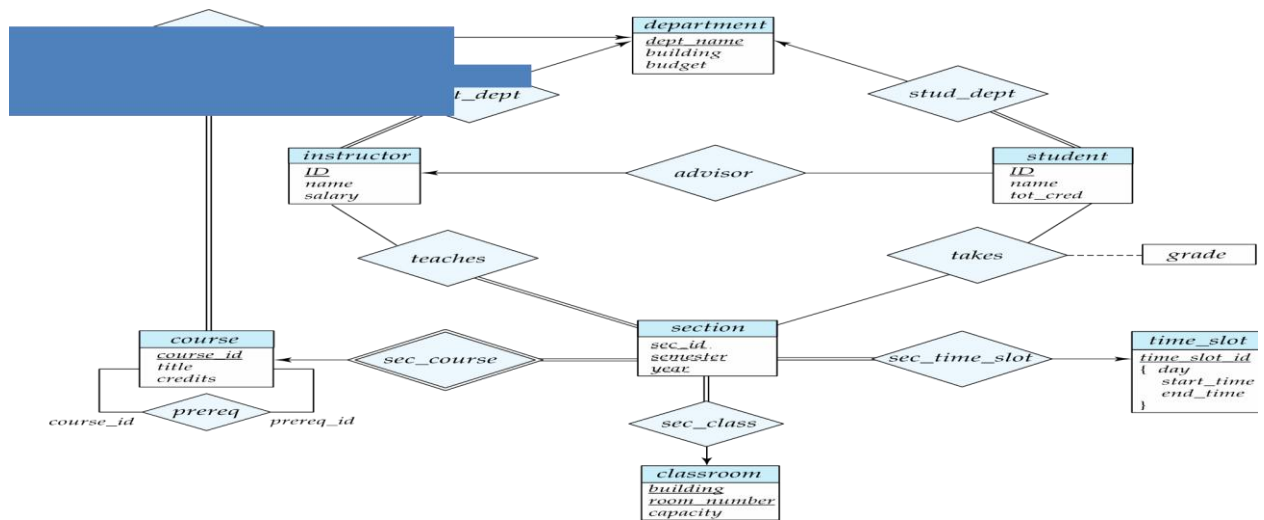 department
dept_name
building
budget
t_dept
stud_dept
instructor
ID
name
salary
advisor
student
ID
name
tot_cred
teaches
takes
grade
course
course_id
title
credits
sec_course
section
sec_id
semester
year
sec_time_slot
time_slot
time_slot_id
{ day
start_time
end_time
}
course_id
prereq
prereq_id
sec_class
classroom
building
room_number
capacity